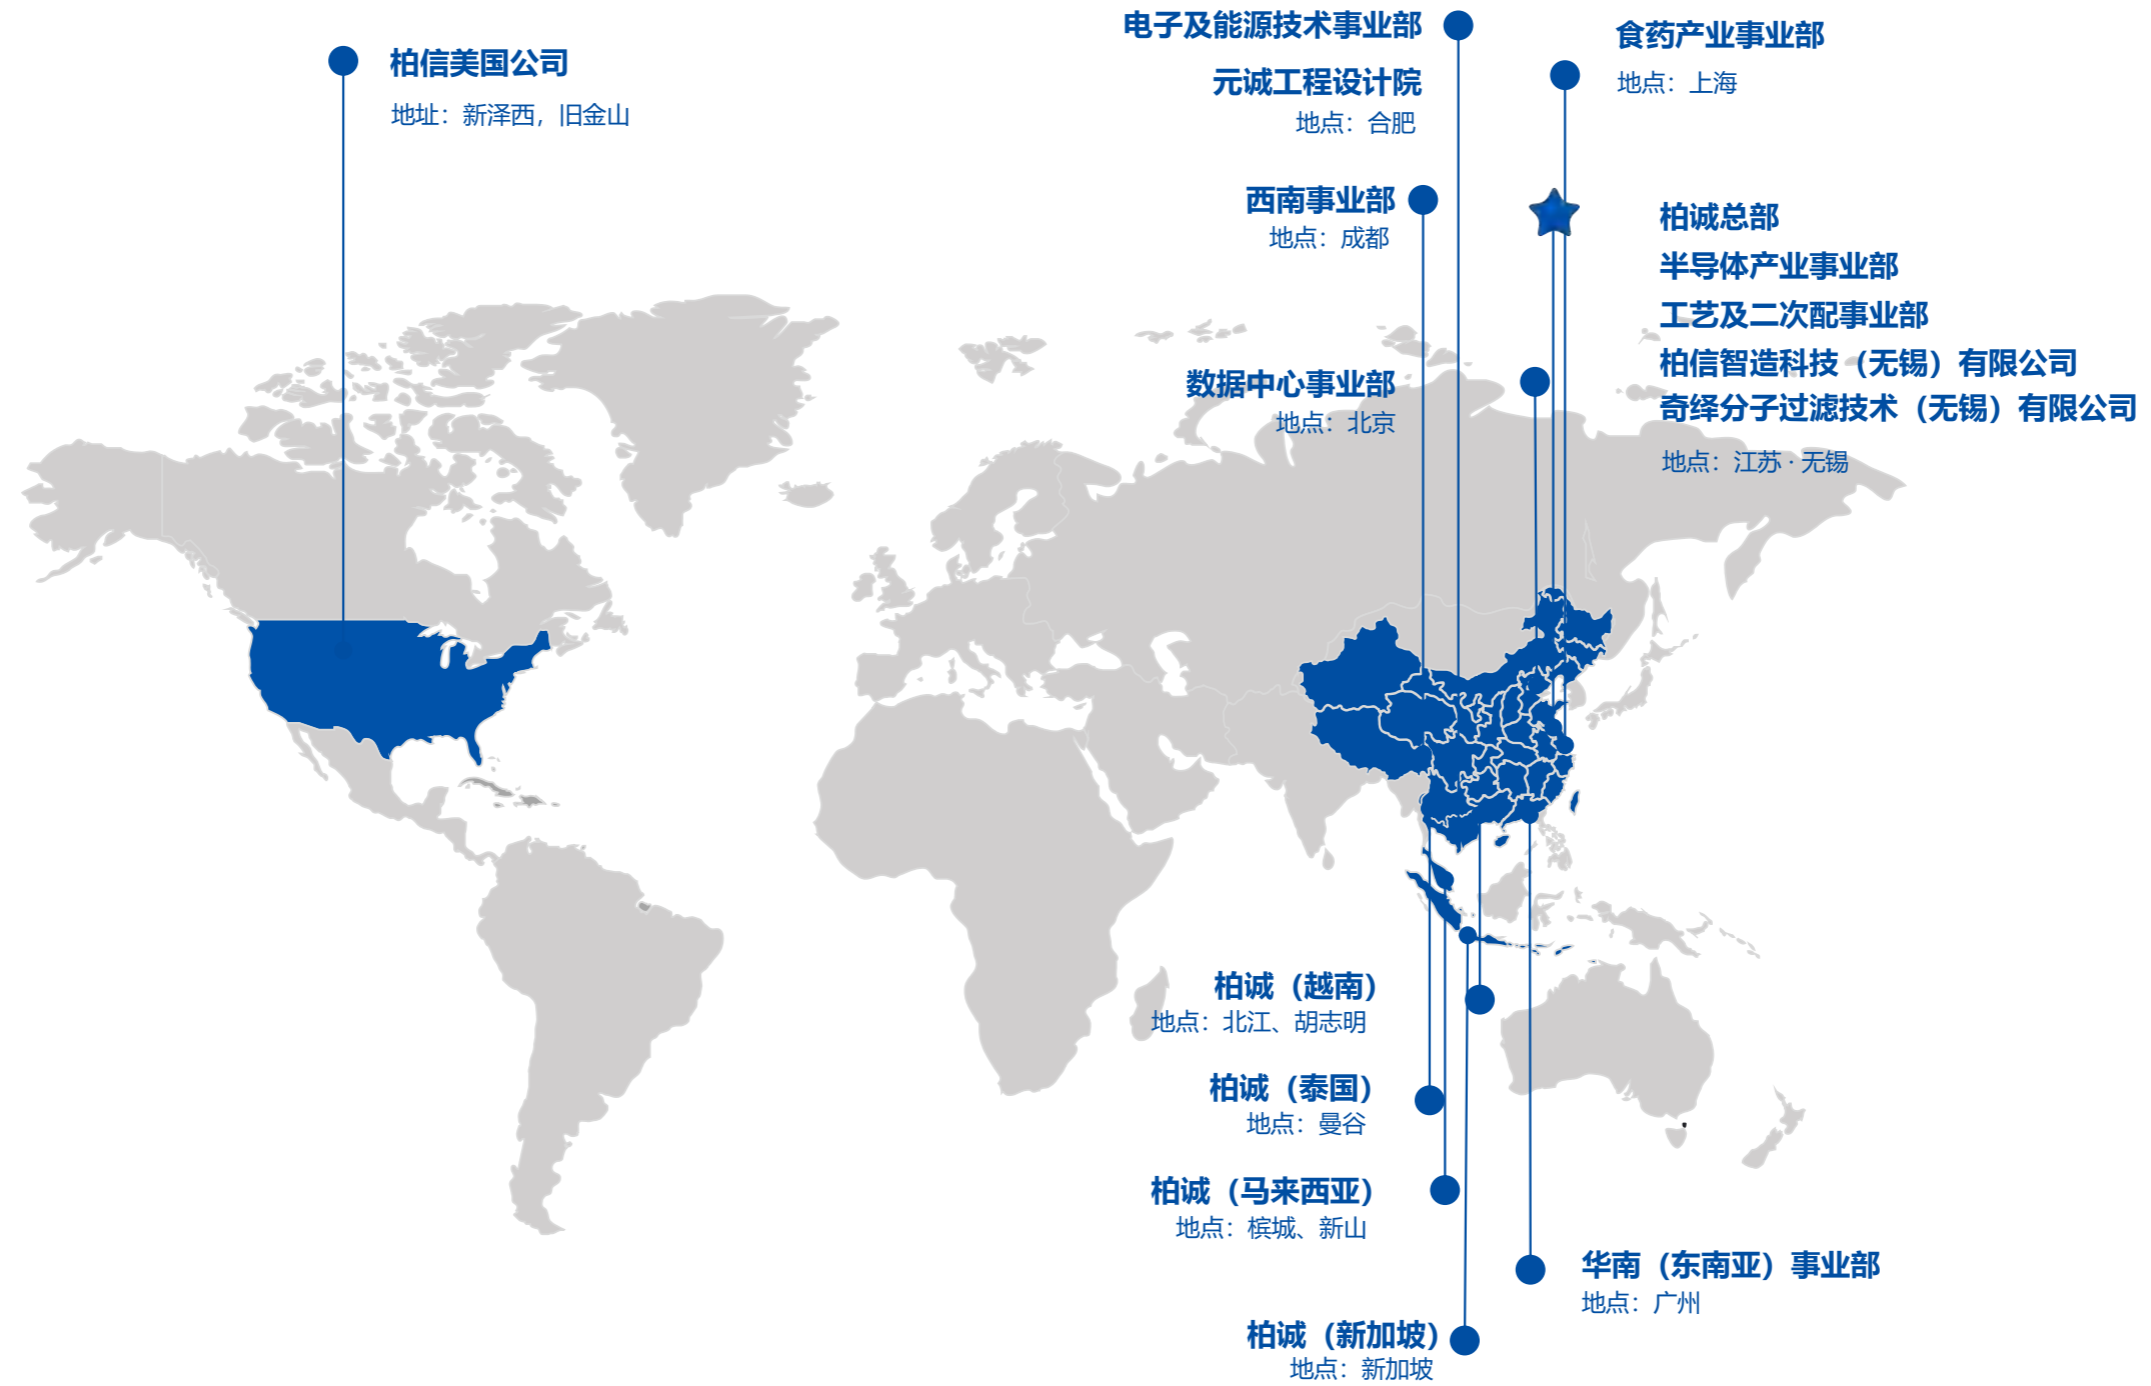 柏信美国公司
地址：新泽西，旧金山
电子及能源技术事业部
元诚工程设计院
地点：合肥
食药产业事业部
地点：上海
西南事业部
地点：成都
柏诚总部
半导体产业事业部
工艺及二次配事业部
柏信智造科技（无锡）有限公司
奇绎分子过滤技术（无锡）有限公司
地点：江苏·无锡
数据中心事业部
地点：北京
柏诚（越南）
地点：北江、胡志明
柏诚（泰国）
地点：曼谷
柏诚（马来西亚）
地点：槟城、新山
华南（东南亚）事业部
地点：广州
柏诚（新加坡）
地点：新加坡